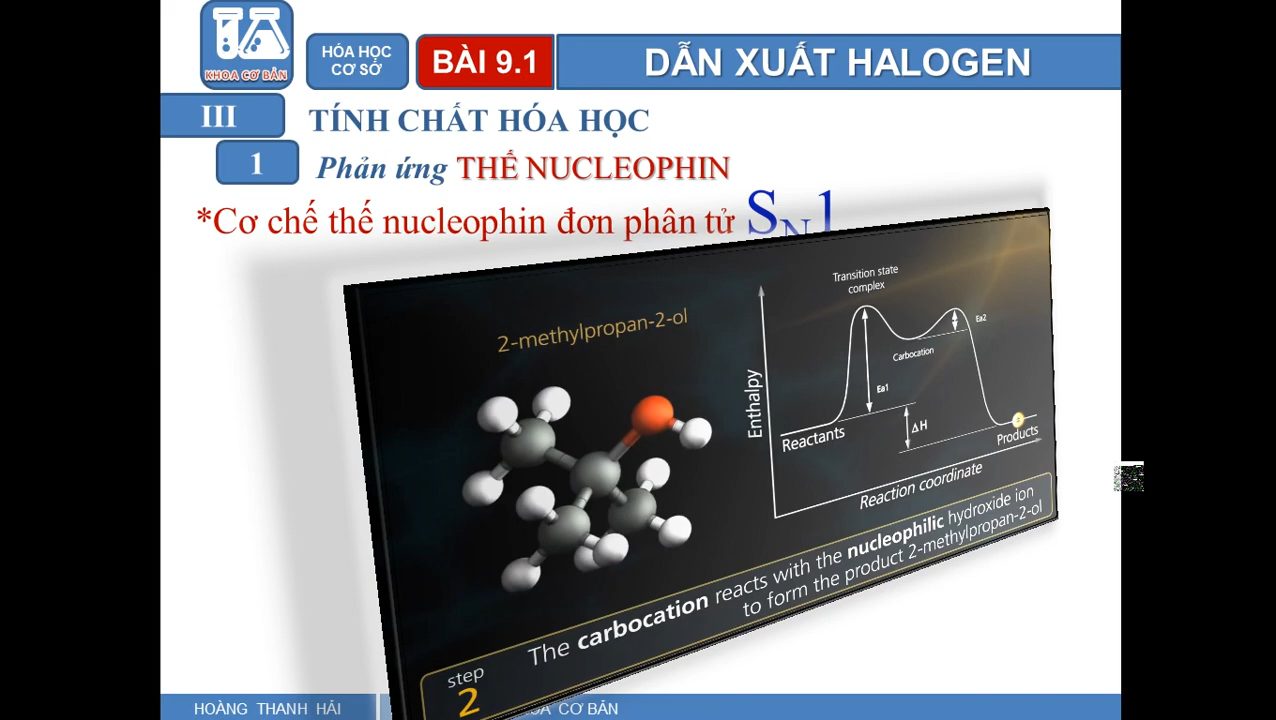 KHOA CƠ BẢN
HÓA HỌC
CƠ SỞ
BÀI 9.1
DẪN XUẤT HALOGEN
III
TÍNH CHẤT HÓA HỌC
1
Phản ứng THẾ NUCLEOPHIN
*Cơ chế thế nucleophin đơn phân tử SN1
2-methylpropan-2-ol
Transition state
complex
Ea2
Carbocation
Ea1
Enthalpy
ΔH
Reactants
Products
Reaction coordinate
step
2
The carbocation reacts with the nucleophilic hydroxide ion
to form the product 2-methylpropan-2-ol
HOÀNG THANH HẢI
CƠ BẢN